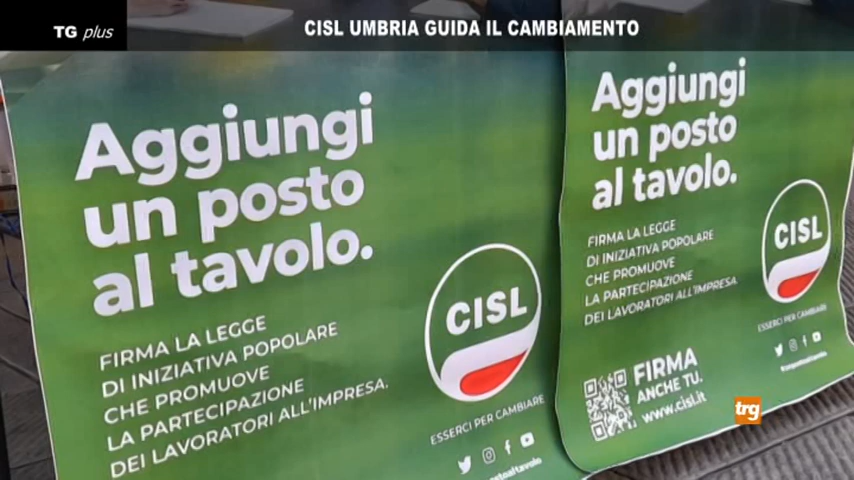 TG plus
CISL UMBRIA GUIDA IL CAMBIAMENTO
Aggiungi
un posto
al tavolo.
FIRMA LA LEGGE
DI INIZIATIVA POPOLARE
CHE PROMUOVE
LA PARTECIPAZIONE
DEI LAVORATORI ALL'IMPRESA.
CISL
ESSERCI PER CAMBIARE
Aggiungi
un posto
al tavolo.
FIRMA LA LEGGE
DI INIZIATIVA POPOLARE
CHE PROMUOVE
LA PARTECIPAZIONE
DEI LAVORATORI ALL'IMPRESA.
CISL
ESSERCI PER CAMBIARE
FIRMA
ANCHE TU.
www.cisl.it
trg